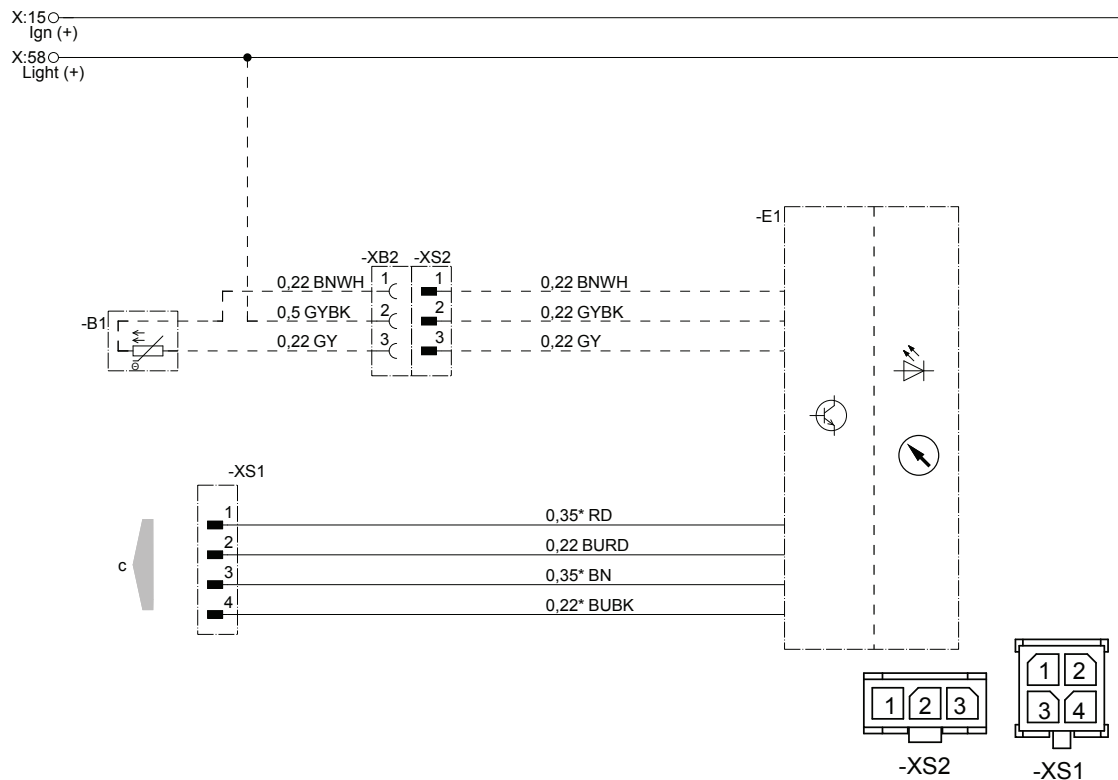 X:15
Ign (+)
X:58
Light (+)
-E1
-XB2 -XS2
0,22 BNWH 1 1 0,22 BNWH
0,5 GYBK 2 2 0,22 GYBK
-B1
0,22 GY 3 3 0,22 GY
-XS1
1 0,35* RD
2 0,22 BURD
c
3 0,35* BN
4 0,22* BUBK
1 2
3 4
1 2 3
-XS2
-XS1